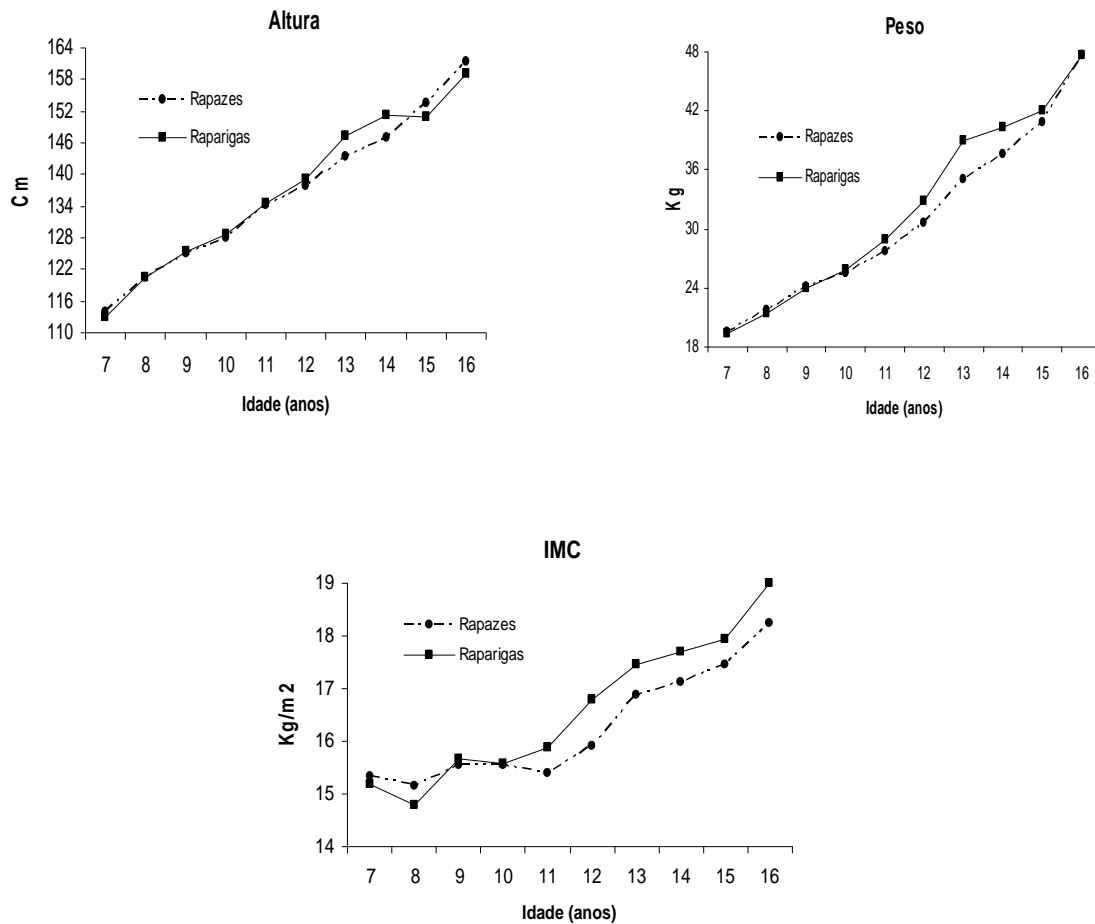 Altura
164
158
152
146
140
134
128
122
116
110
Cm
Rapazes
Raparigas
7 8 9 10 11 12 13 14 15 16
Idade (anos)
Peso
48
42
36
30
24
18
Kg
Rapazes
Raparigas
7 8 9 10 11 12 13 14 15 16
Idade (anos)
IMC
19
18
17
16
15
14
Kg/m2
Rapazes
Raparigas
7 8 9 10 11 12 13 14 15 16
Idade (anos)